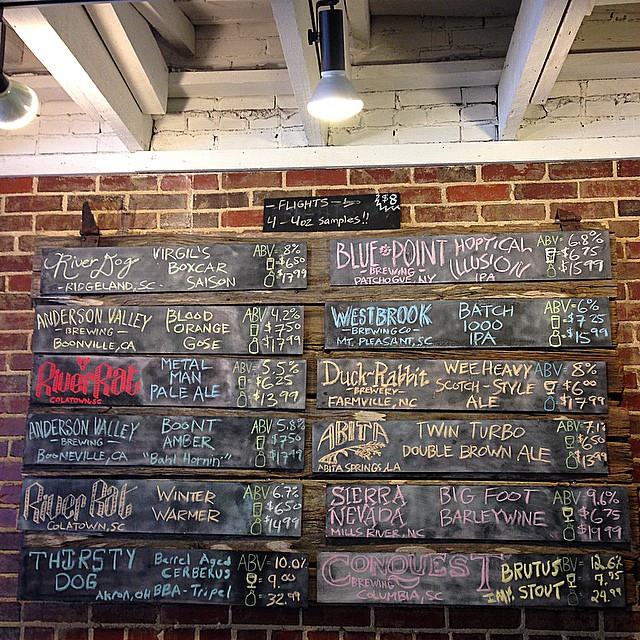 -FLIGHTS- $8
4 - 4oz Samples!!
River Dog
-RIDGELAND, SC-
VIRGIL'S
BOXCAR
SAISON
ABV- 8%
$6.50
$17.99
ANDERSON VALLEY
-BREWING-
BOONVILLE, CA
BLOOD
ORANGE
GOSE
ABV 4.2%
$7.50
$17.99
RiverRat
COLATOWN, SC
METAL
MAN
PALE ALE
ABV 5.5%
$6.25
$13.99
ANDERSON VALLEY
-BREWING-
BOONEVILLE, CA
BOONT
AMBER
"Bahl Hornin'"
ABV 5.8%
$7.50
$17.49
River Rat
COLATOWN, SC
WINTER
WARMER
ABV 6.7%
$6.50
$14.99
THIRSTY
DOG
Akron, OH
Barrel Aged
CERBERUS
BBA-Tripel
ABV= 10.0%
= 9.00
= 32.99
BLUE POINT
-BREWING-
PATCHOGUE, NY
HOPTICAL
ILLUSION
IPA
ABV- 6.8%
$6.75
$15.99
WESTBROOK
-BREWING CO-
MT. PLEASANT, SC
BATCH
1000
IPA
ABV-6%
=$7.25
=$15.99
Duck-Rabbit
-BREWERY-
FARMVILLE, NC
WEE HEAVY
SCOTCH-STYLE
ALE
ABV= 8%
$6.00
$17.99
ABITA
ABITA SPRINGS, LA
TWIN TURBO
DOUBLE BROWN ALE
ABV- 7.1%
$6.50
$13.99
SIERRA
NEVADA
MILLS RIVER, NC
BIG FOOT
BARLEYWINE
ABV 9.6%
$6.75
$19.99
CONQUEST
BREWING
COLUMBIA, SC
BRUTUS
IMP. STOUT
ABV- 12.6%
= 7.95
= 29.99